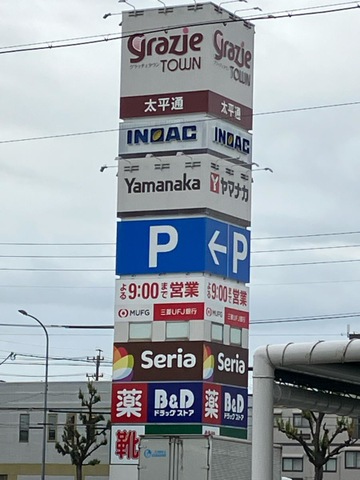 Grazie
グラッティタウン
TOWN
Grazie
TOWN
太平通
太平通
INOAC
INOAC
Yamanaka
Yヤマナカ
P
←P
よる9:00まで営業
よる9:00まで営業
MUFG 三菱UFJ銀行
MUFG 三菱UFJ銀行
Seria
Seria
薬 B&D
ドラッグストア
薬 B&D
ドラッグストア
靴